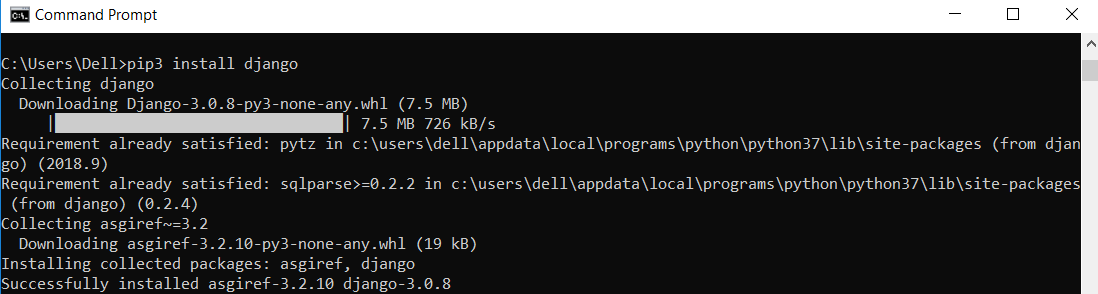 Command Prompt
C:\Users\Dell>pip3 install django
Collecting django
  Downloading Django-3.0.8-py3-none-any.whl (7.5 MB)
     |████████████████████████████████| 7.5 MB 726 kB/s
Requirement already satisfied: pytz in c:\users\dell\appdata\local\programs\python\python37\lib\site-packages (from djan
go) (2018.9)
Requirement already satisfied: sqlparse>=0.2.2 in c:\users\dell\appdata\local\programs\python\python37\lib\site-packages
 (from django) (0.2.4)
Collecting asgiref~=3.2
  Downloading asgiref-3.2.10-py3-none-any.whl (19 kB)
Installing collected packages: asgiref, django
Successfully installed asgiref-3.2.10 django-3.0.8